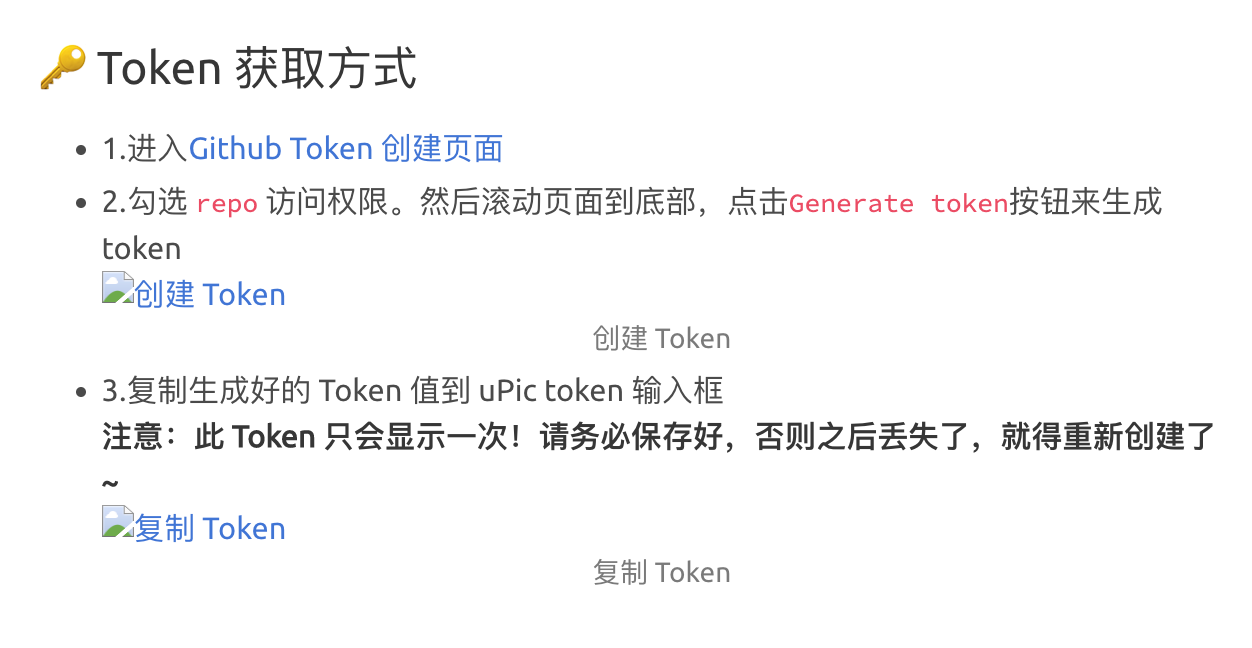 🔑 Token 获取方式
1.进入Github Token 创建页面
2.勾选 repo 访问权限。然后滚动页面到底部，点击Generate token按钮来生成
token
创建 Token
创建 Token
3.复制生成好的 Token 值到 uPic token 输入框
注意：此 Token 只会显示一次！请务必保存好，否则之后丢失了，就得重新创建了
~
复制 Token
复制 Token